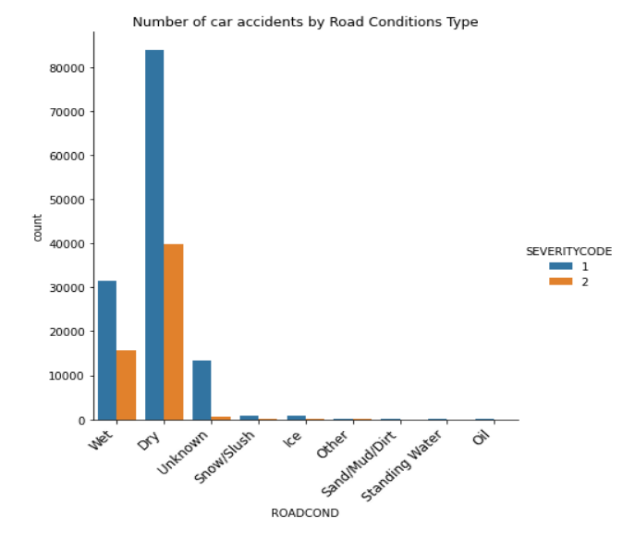 Number of car accidents by Road Conditions Type
80000
70000
60000
50000
40000
30000
20000
10000
0
count
SEVERITYCODE
1
2
Wet
Dry
Unknown
Snow/Slush
Ice
Other
Sand/Mud/Dirt
Standing Water
Oil
ROADCOND